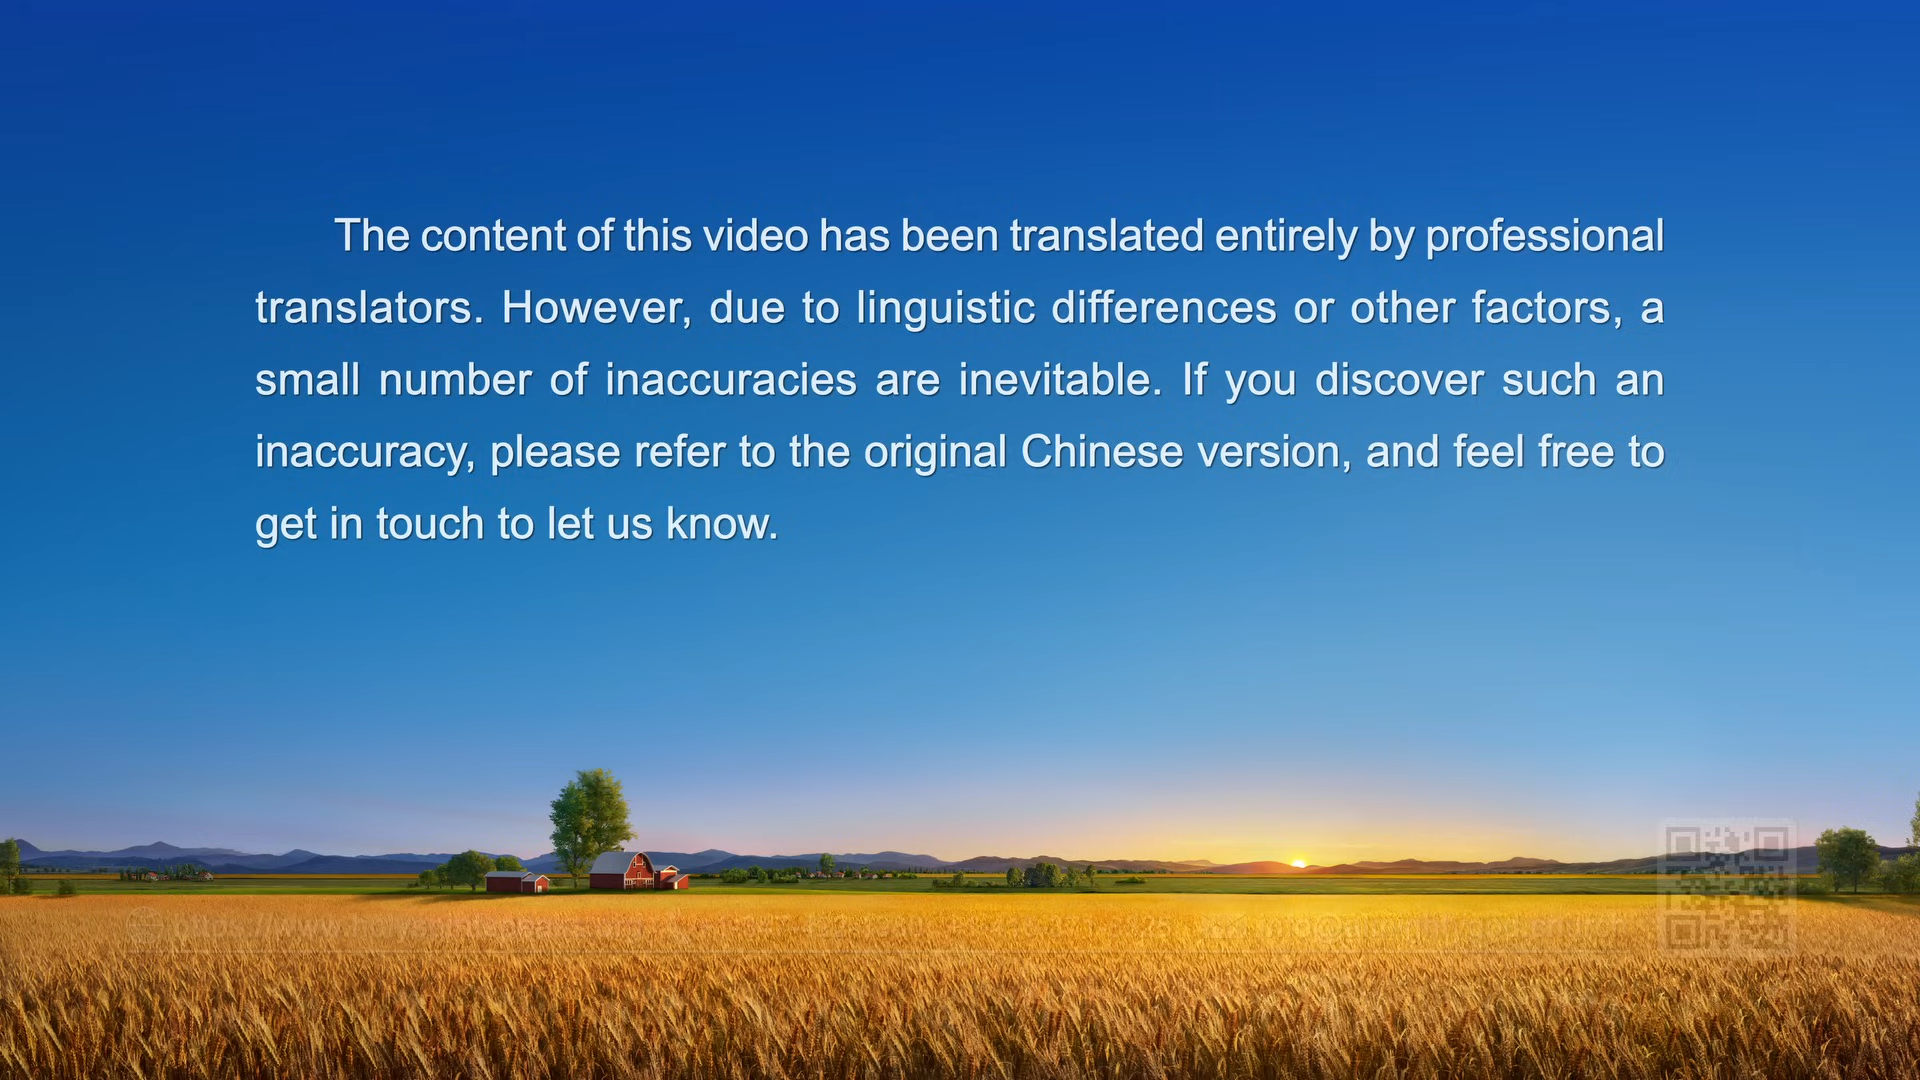 The content of this video has been translated entirely by professional
translators. However, due to linguistic differences or other factors, a
small number of inaccuracies are inevitable. If you discover such an
inaccuracy, please refer to the original Chinese version, and feel free to
get in touch to let us know.